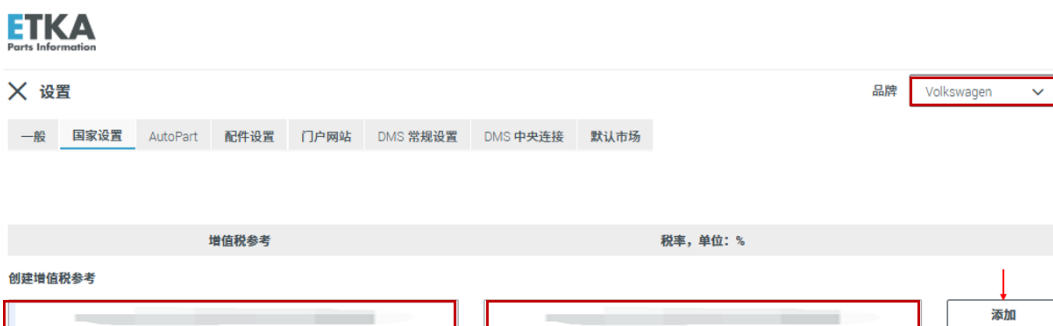 ETKA
Parts Information
设置
品牌 Volkswagen
一般 国家设置 AutoPart 配件设置 门户网站 DMS 常规设置 DMS 中央连接 默认市场
增值税参考 税率，单位：%
创建增值税参考
添加